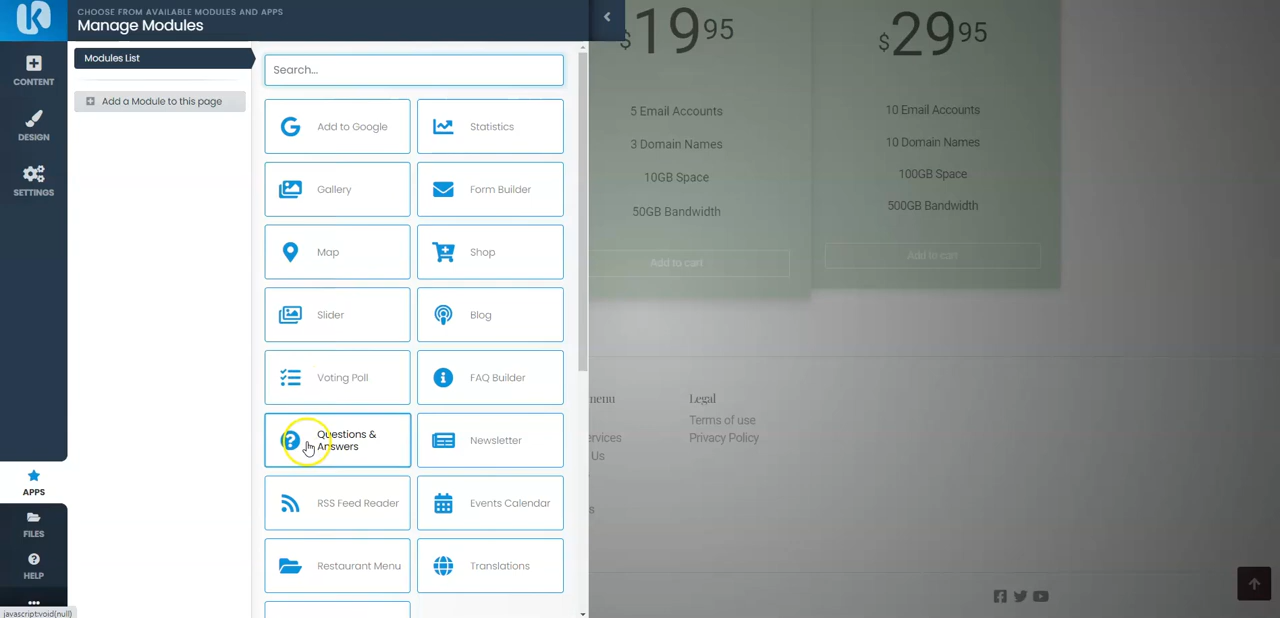 CHOOSE FROM AVAILABLE MODULES AND APPS
Manage Modules
CONTENT
DESIGN
SETTINGS
APPS
FILES
HELP
Modules List
Add a Module to this page
Search...
Add to Google
Statistics
Gallery
Form Builder
Map
Shop
Slider
Blog
Voting Poll
FAQ Builder
Questions &
Answers
Newsletter
RSS Feed Reader
Events Calendar
Restaurant Menu
Translations
javascript:void(null)
$19 95
5 Email Accounts
3 Domain Names
10GB Space
50GB Bandwidth
Add to cart
$29 95
10 Email Accounts
10 Domain Names
100GB Space
500GB Bandwidth
Add to cart
Us
Legal
Terms of use
Privacy Policy